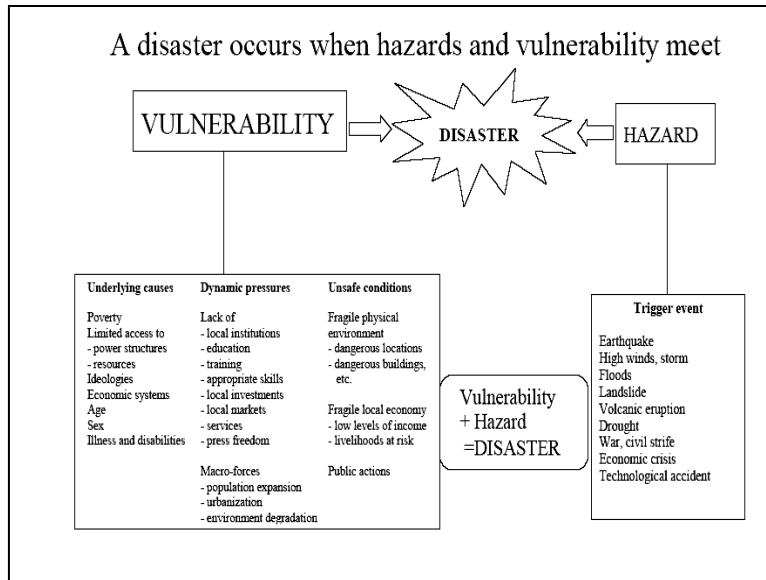 A disaster occurs when hazards and vulnerability meet
VULNERABILITY
DISASTER
HAZARD
Underlying causes
Poverty
Limited access to
- power structures
- resources
Ideologies
Economic systems
Age
Sex
Illness and disabilities
Dynamic pressures
Lack of
- local institutions
- education
- training
- appropriate skills
- local investments
- local markets
- services
- press freedom
Macro-forces
- population expansion
- urbanization
- environment degradation
Unsafe conditions
Fragile physical
environment
- dangerous locations
- dangerous buildings,
etc.
Fragile local economy
- low levels of income
- livelihoods at risk
Public actions
Vulnerability
+ Hazard
=DISASTER
Trigger event
Earthquake
High winds, storm
Floods
Landslide
Volcanic eruption
Drought
War, civil strife
Economic crisis
Technological accident